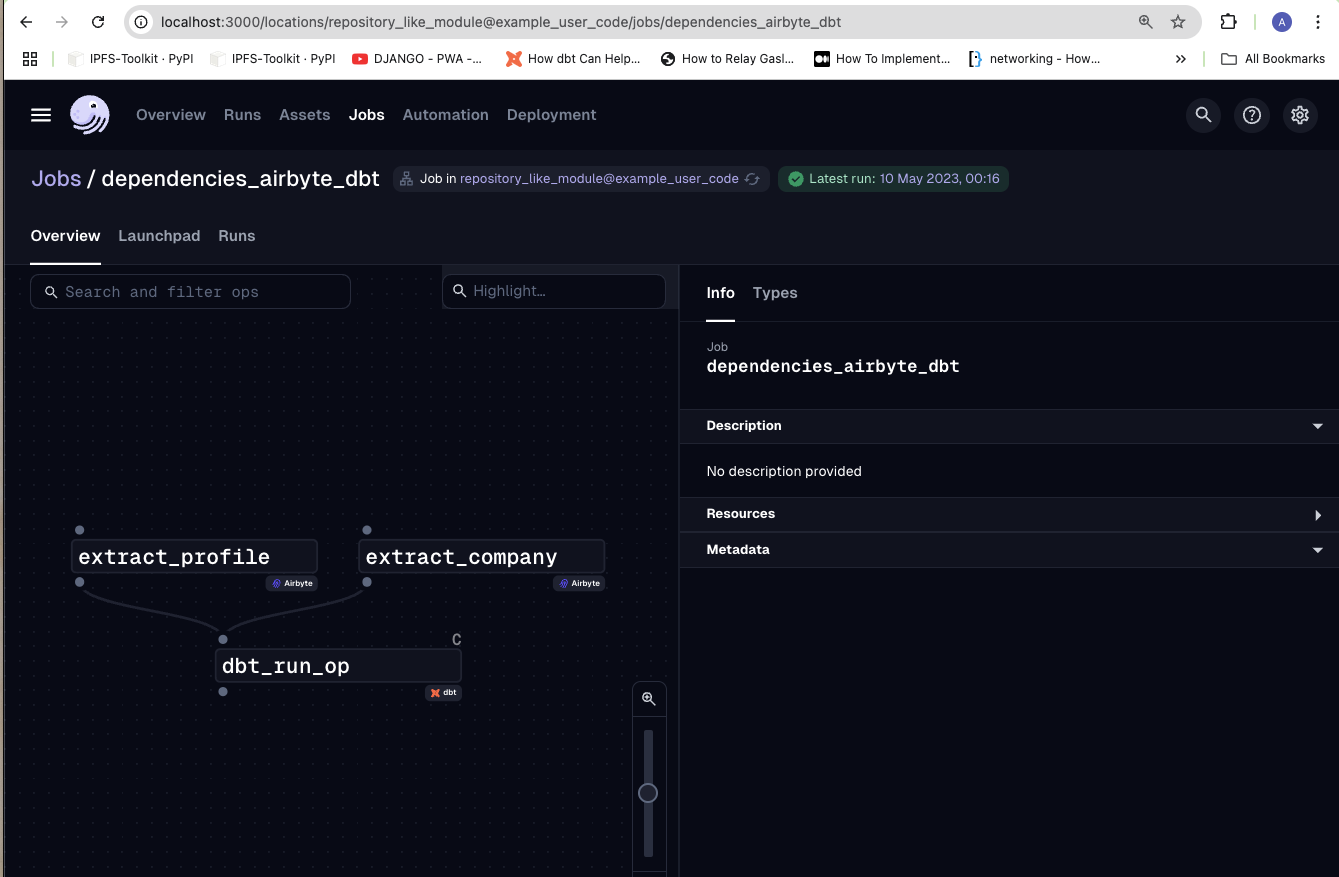 localhost:3000/locations/repository_like_module@example_user_code/jobs/dependencies_airbyte_dbt
A
IPFS-Toolkit · PyPI
IPFS-Toolkit · PyPI
DJANGO - PWA -...
How dbt Can Help...
How to Relay Gasl...
How To Implement...
networking - How...
All Bookmarks
Overview Runs Assets Jobs Automation Deployment
Jobs / dependencies_airbyte_dbt
Job in repository_like_module@example_user_code
Latest run: 10 May 2023, 00:16
Overview Launchpad Runs
Search and filter ops
Highlight...
Info Types
Job
dependencies_airbyte_dbt
Description
No description provided
Resources
Metadata
extract_profile
Airbyte
extract_company
Airbyte
C
dbt_run_op
dbt